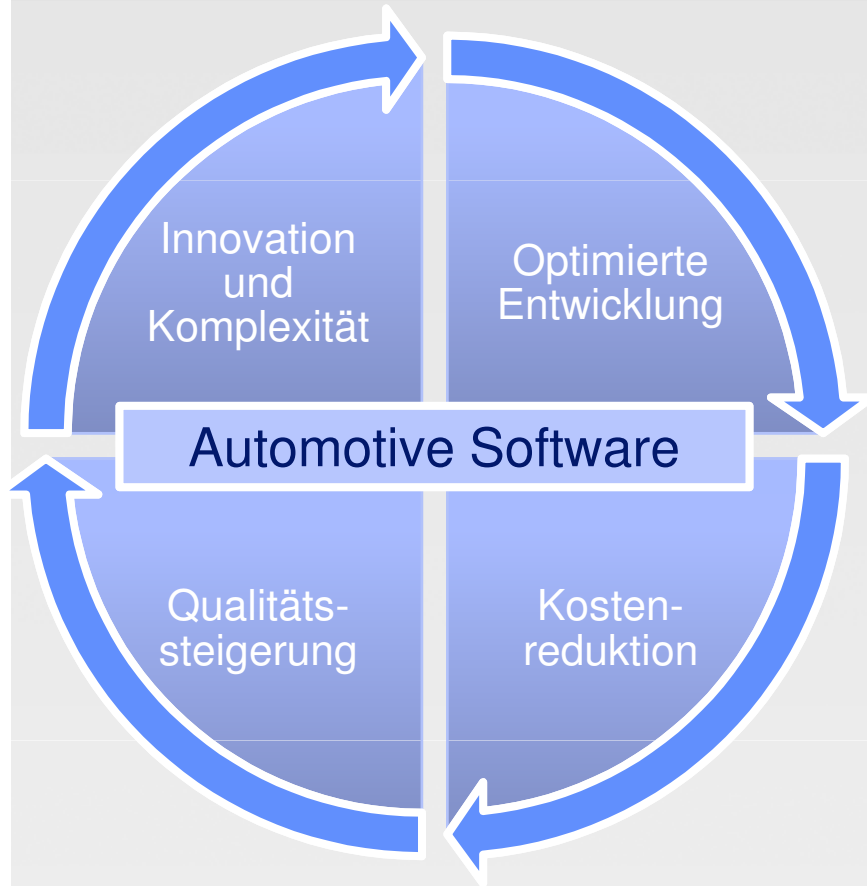 Innovation
und
Komplexität
Optimierte
Entwicklung
Automotive Software
Qualitäts-
steigerung
Kosten-
reduktion